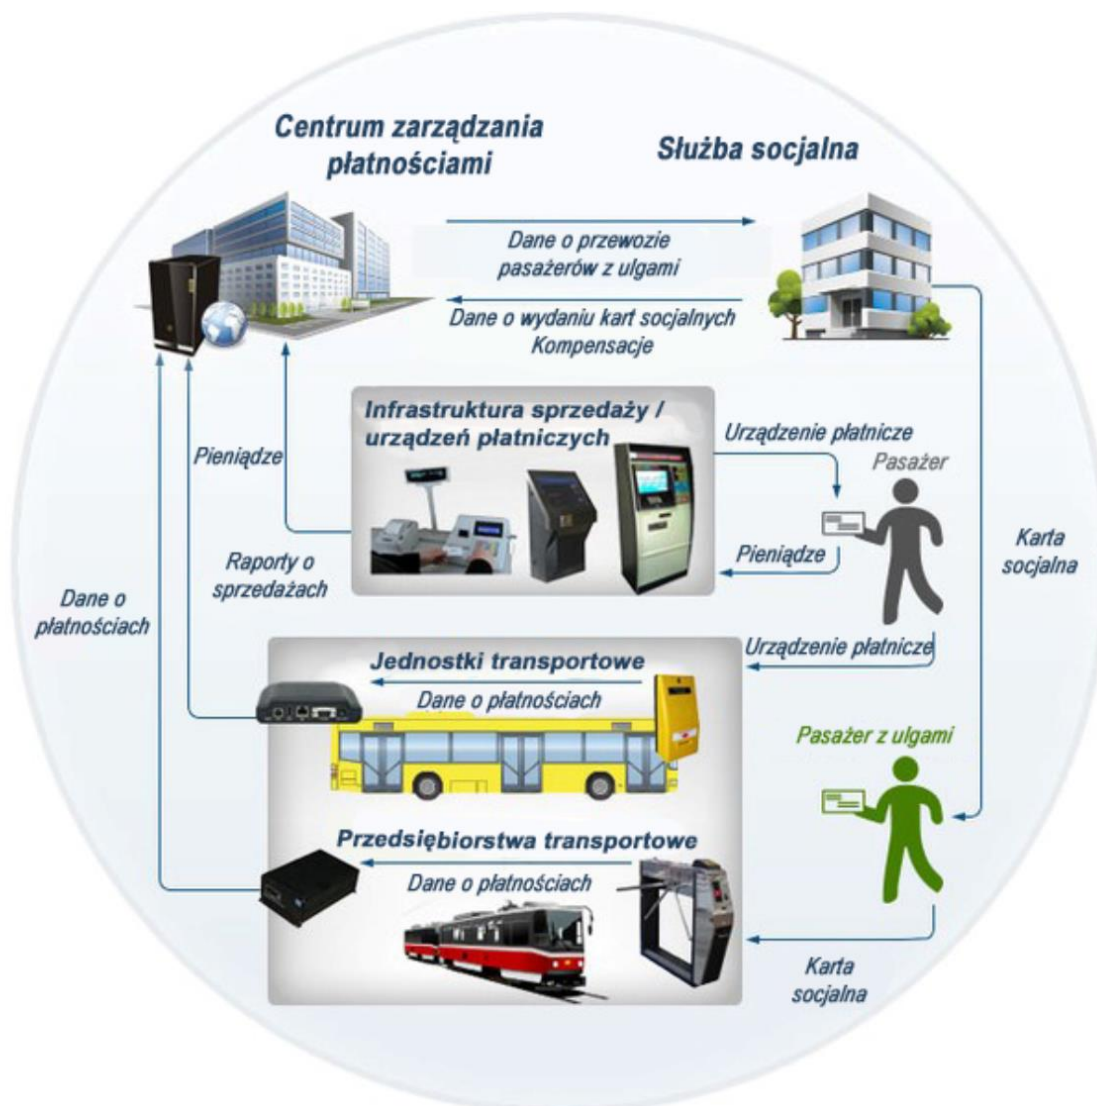 Centrum zarządzania
płatnościami
Służba socjalna
Dane o przewozie
pasażerów z ulgami
Dane o wydaniu kart socjalnych
Kompensacje
Infrastruktura sprzedaży /
urządzeń płatniczych
Urządzenie płatnicze
Pasażer
Pieniądze
Pieniądze
Karta
socjalna
Raporty o
sprzedażach
Dane o
płatnościach
Urządzenie płatnicze
Jednostki transportowe
Dane o płatnościach
Pasażer z ulgami
Przedsiębiorstwa transportowe
Dane o płatnościach
Karta
socjalna